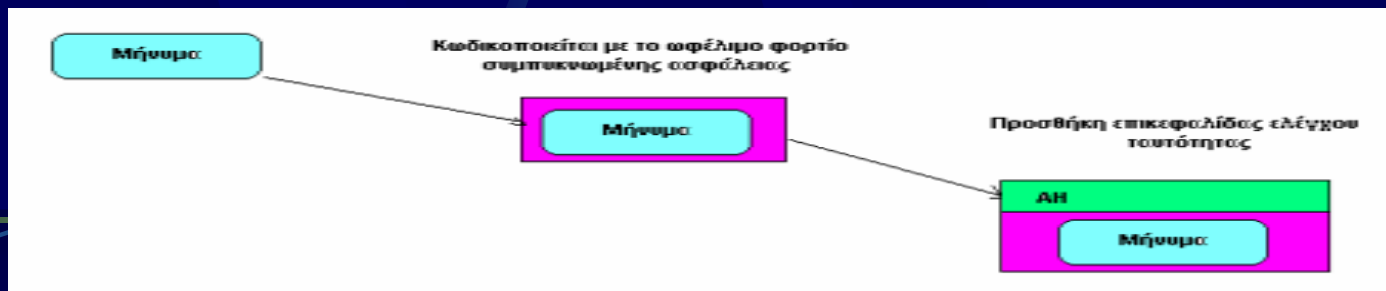 Μήνυμα
Κωδικοποιείται με το ωφέλιμο φορτίο
συμπυκνωμένης ασφάλειας
Μήνυμα
Προσθήκη επικεφαλίδας ελέγχου
ταυτότητας
AH
Μήνυμα